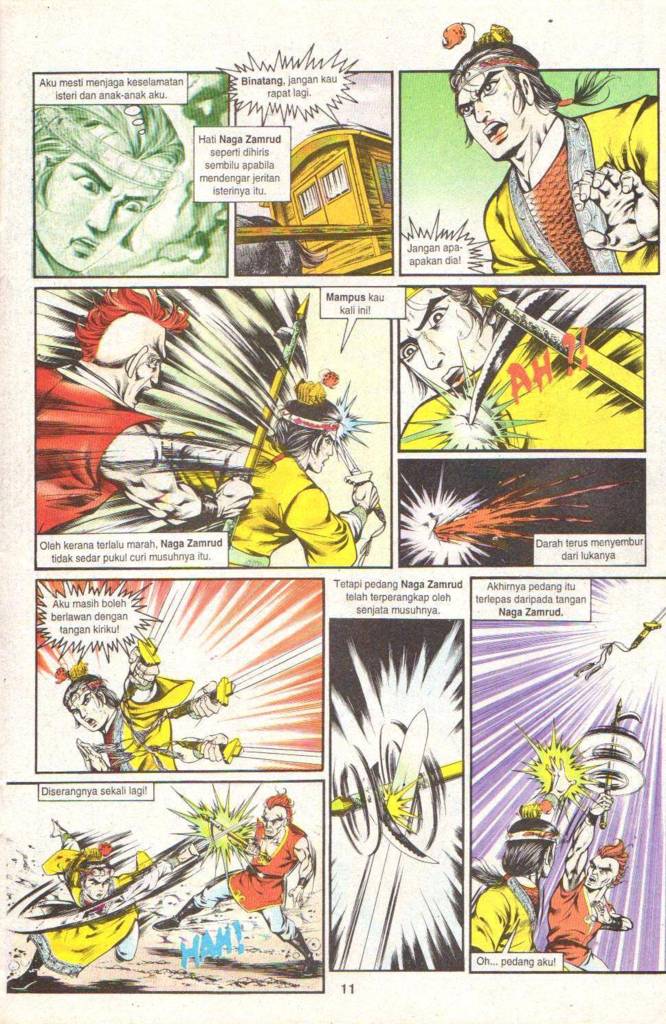 Aku mesti menjaga keselamatan
isteri dan anak-anak aku.
Binatang, jangan kau
rapat lagi.
Hati Naga Zamrud
seperti dihiris
sembilu apabila
mendengar jeritan
isterinya itu.
Jangan apa-
apakan dia!
Mampus kau
kali ini!
Oleh kerana terlalu marah, Naga Zamrud
tidak sedar pukul curi musuhnya itu.
AH?!
Darah terus menyembur
dari lukanya
Aku masih boleh
berlawan dengan
tangan kiriku!
Tetapi pedang Naga Zamrud
telah terperangkap oleh
senjata musuhnya.
Akhirnya pedang itu
terlepas daripada tangan
Naga Zamrud.
Diserangnya sekali lagi!
HAH!
Oh... pedang aku!
11